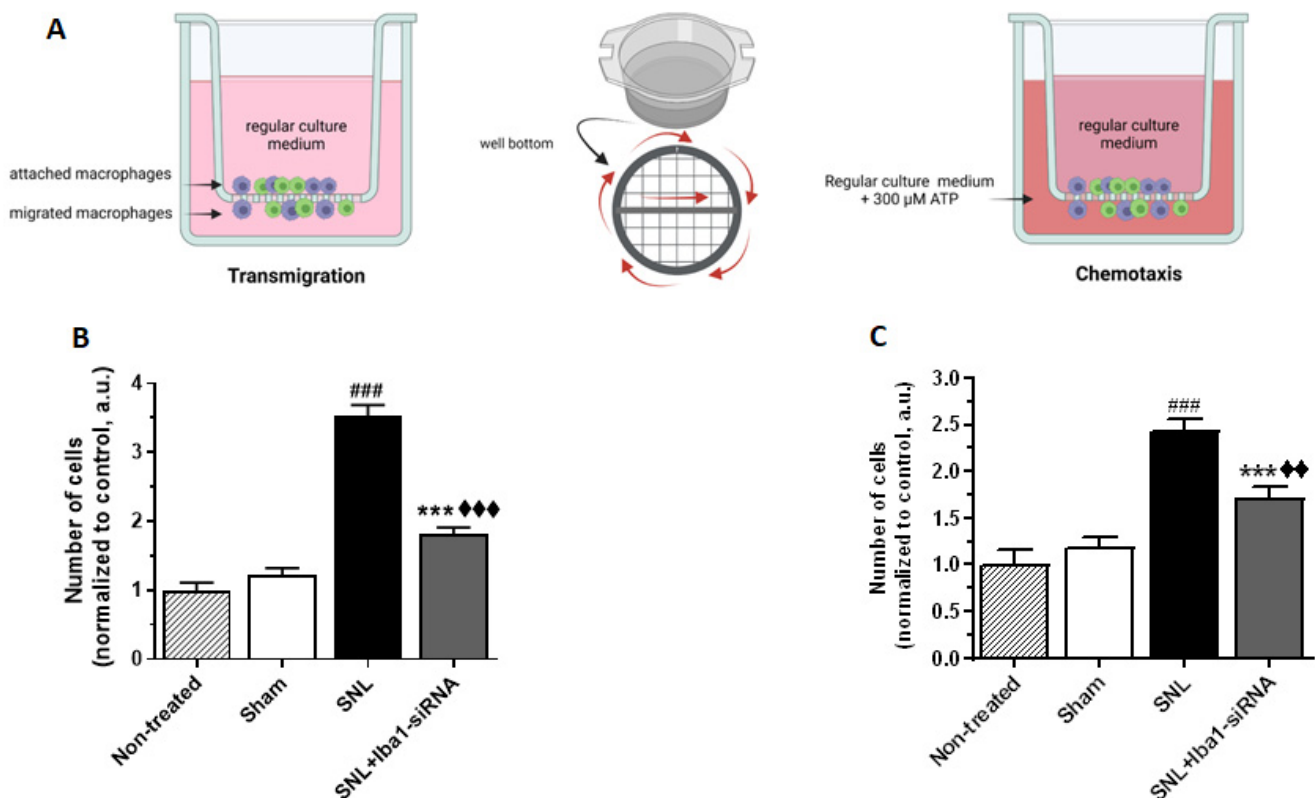 A
regular culture
medium
attached macrophages
migrated macrophages
Transmigration
well bottom
regular culture
medium
Regular culture medium
+ 300 µM ATP
Chemotaxis
B
Number of cells
(normalized to control, a.u.)
4
3
2
1
0
###
***♦♦♦
Non-treated
Sham
SNL
SNL+Iba1-siRNA
C
Number of cells
(normalized to control, a.u.)
3.0
2.5
2.0
1.5
1.0
0.5
0.0
###
***♦♦
Non-treated
Sham
SNL
SNL+Iba1-siRNA